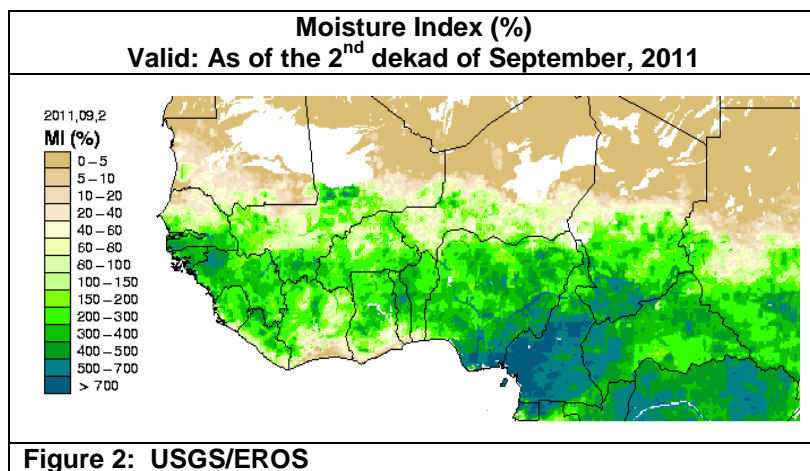 Moisture Index (%)
Valid: As of the 2nd dekad of September, 2011
2011,09,2
MI (%)
0 – 5
5 – 10
10 – 20
20 – 40
40 – 60
60 – 80
80 – 100
100 – 150
150 – 200
200 – 300
300 – 400
400 – 500
500 – 700
> 700
Figure 2: USGS/EROS